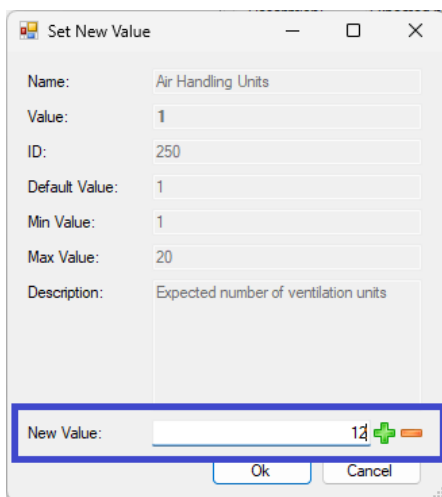 Set New Value
Name: Air Handling Units
Value: 1
ID: 250
Default Value: 1
Min Value: 1
Max Value: 20
Description: Expected number of ventilation units
New Value: 12
Ok Cancel